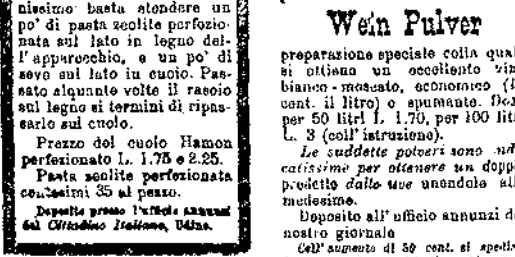 nissimo basta stendere un
po' di pasta zeolite perfezio-
nata sul lato in legno del-
l'apparecchio, e un po' di
sevo sul lato in cuoio. Pas-
sato alquante volte il rasoio
sul legno si termini di ripas-
sarlo sul cuolo.
Prezzo del cuoio Hamon
perfezionato L. 1.75 e 2.25.
Pasta zeolite perfezionata
centesimi 35 al pezzo.
Deposito presso l'ufficio annunzi
del Cittadino Italiano, Udine.
Wein Pulver
preparazione speciale colla qual
si ottiene un eccellente vin
bianco-moscato, economico (1
cent. il litro) e spumante.
per 50 litri L. 1.70, per 100 lit
L. 3 (coll' istruzione).
Le suddette polveri sono
catissime per ottenere un doppi
prodotto dalle uve unendole all
medesime.
Deposito all' ufficio annunzi d
nostro giornale
Coll' aumento di 50 cent. si